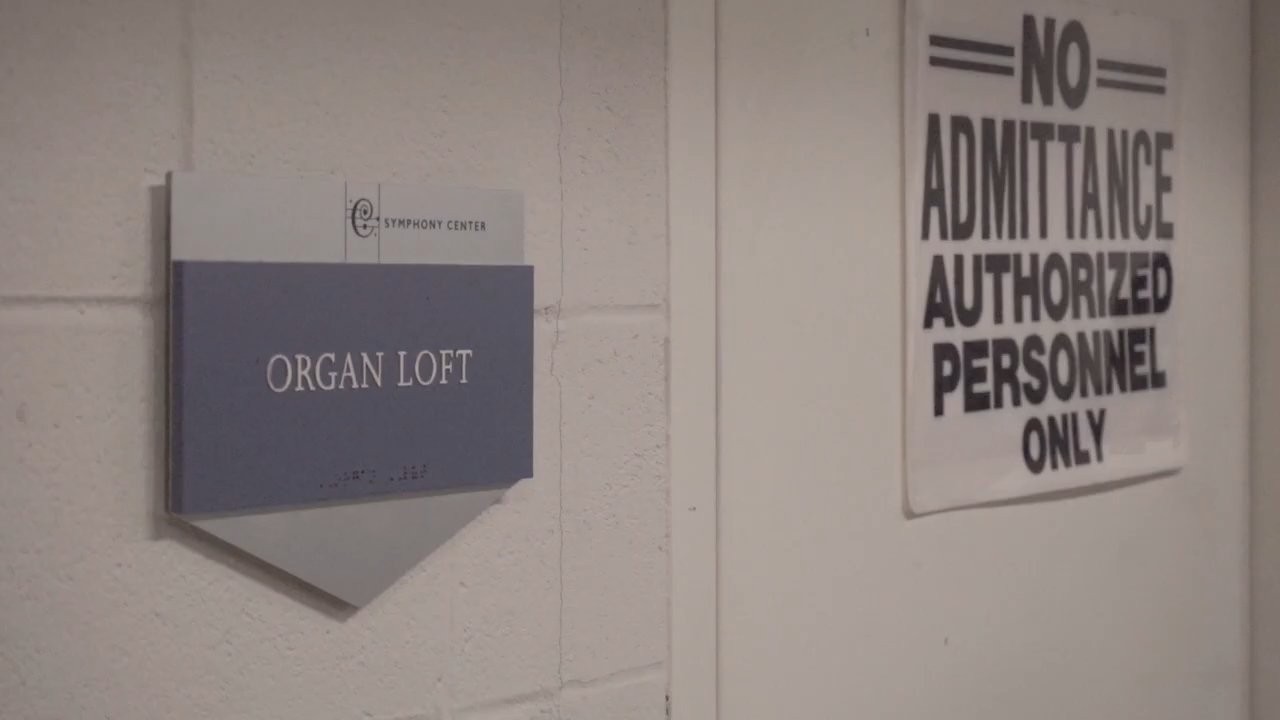 SYMPHONY CENTER
ORGAN LOFT
NO
ADMITTANCE
AUTHORIZED
PERSONNEL
ONLY